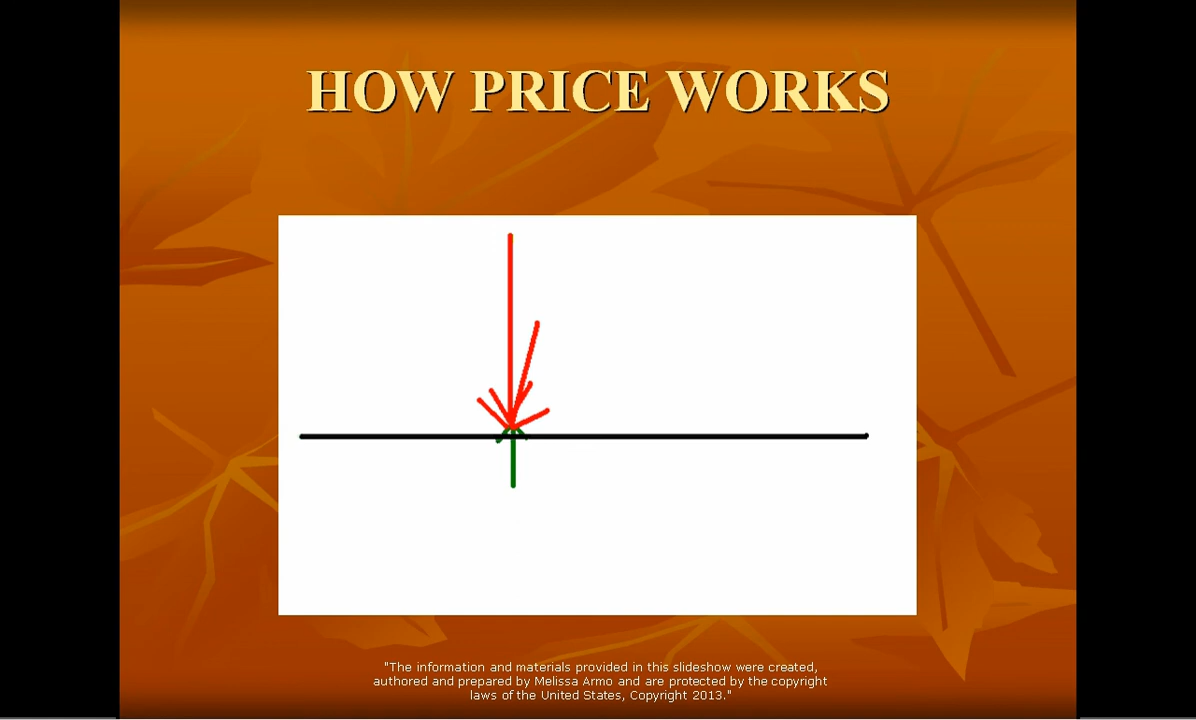 HOW PRICE WORKS
"The information and materials provided in this slideshow were created,
authored and prepared by Melissa Armo and are protected by the copyright
laws of the United States, Copyright 2013."